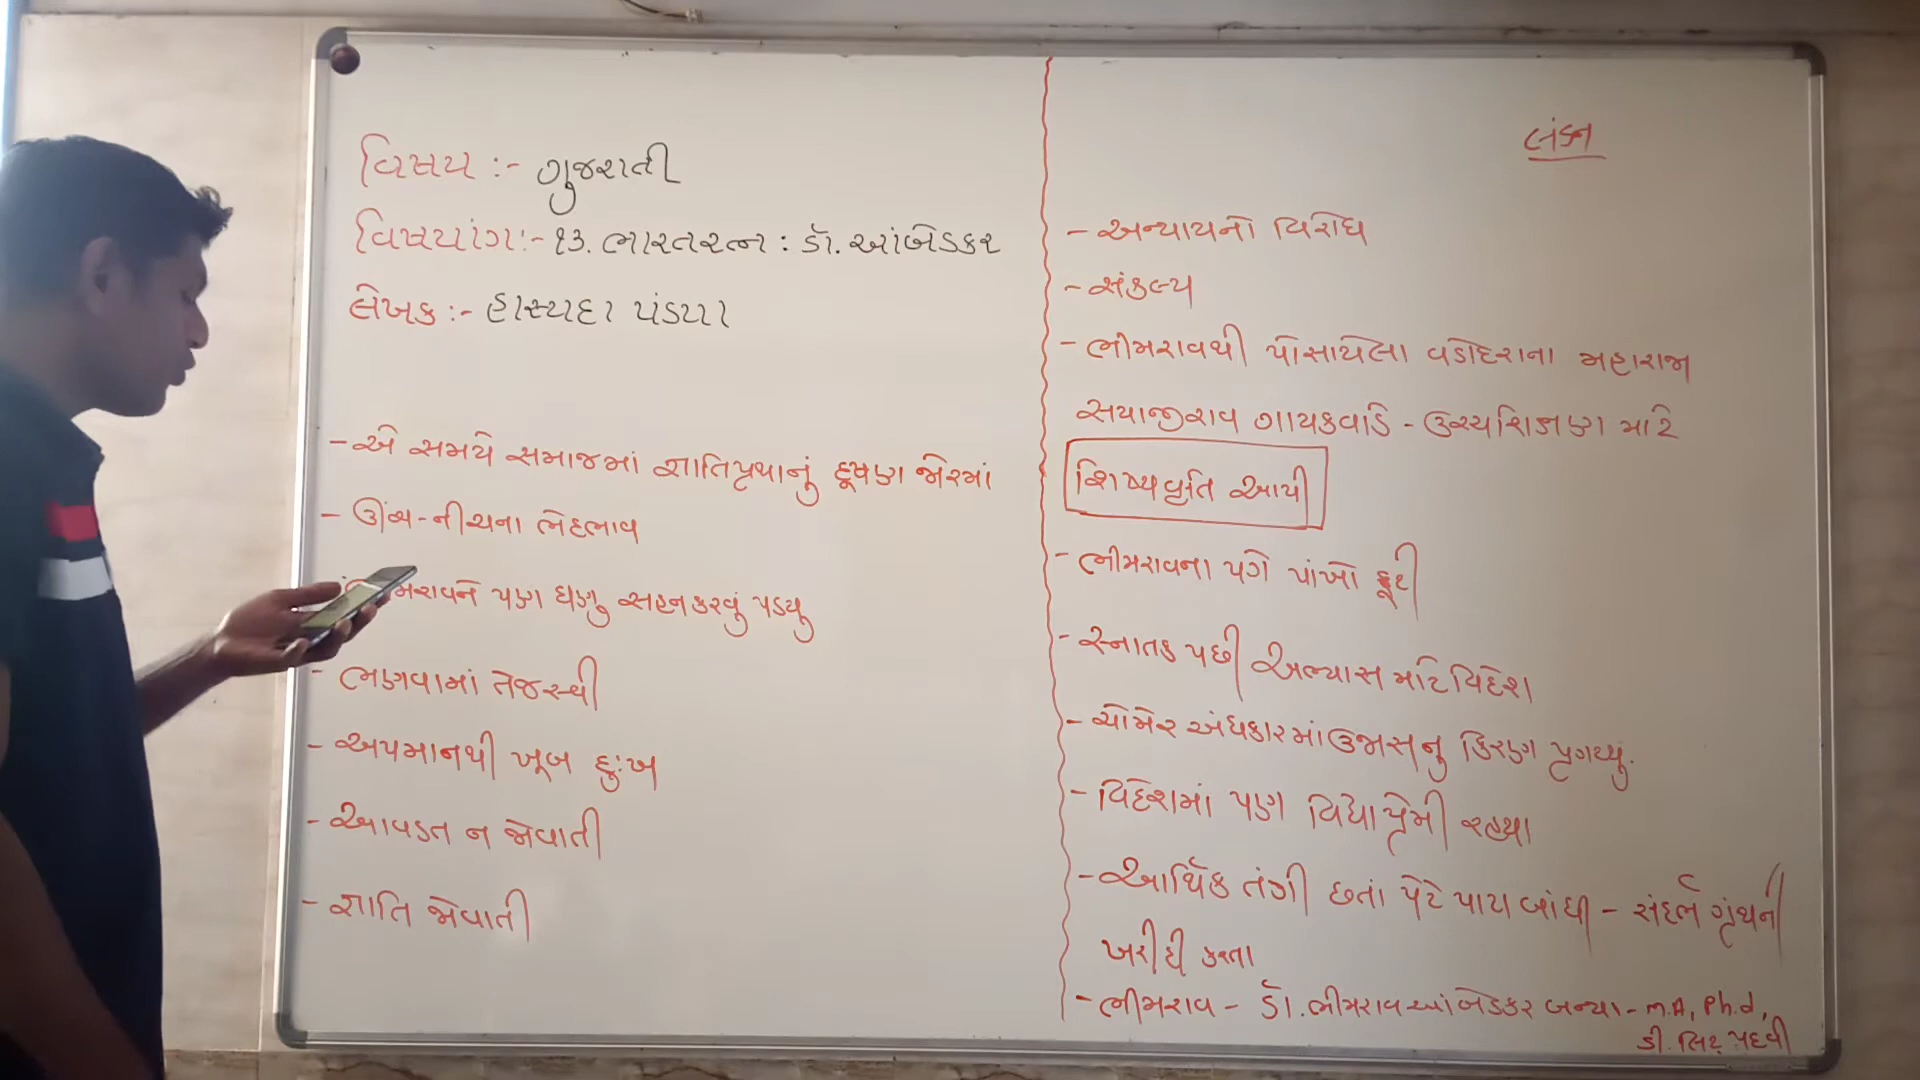 વિષય :- ગુજરાતી
વિષયાંગ :- ૧૩. ભારતરત્ન : ડૉ. આંબેડકર
લેખક :- હાસ્યદા પંડ્યા
- એ સમયે સમાજમાં જ્ઞાતિપ્રથાનું દૂષણ જોરમાં
- ઊંચ-નીચના ભેદભાવ
મરાવને પણ ઘણુ સહન કરવું પડ્યુ
- ભણવામાં તેજસ્વી
- અપમાનથી ખૂબ દુઃખ
- આવડત ન જોવાતી
- જ્ઞાતિ જોવાતી
લંડન
- અન્યાયનો વિરોધ
- સંકલ્પ
- ભીમરાવથી પોસાયેલા વડોદરાના મહારાજા
સયાજીરાવ ગાયકવાડે - ઉચ્ચશિક્ષણ માટે
શિષ્યવૃત્તિ આપી
- ભીમરાવના પગે પાંખો ફૂટી
- સ્નાતક પછી અભ્યાસ માટે વિદેશ
- ચોમેર અંધકારમાં ઉજાસનુ કિરણ પ્રગટ્યુ.
- વિદેશમાં પણ વિદ્યાપ્રેમી રહ્યા
- આર્થિક તંગી છતાં પેટે પાટા બાંધી - સંદર્ભ ગ્રંથની
ખરીદી કરતા
- ભીમરાવ - ડૉ. ભીમરાવ આંબેડકર બન્યા - M.A, Ph.d,
ડી. લિટ્ પદવી